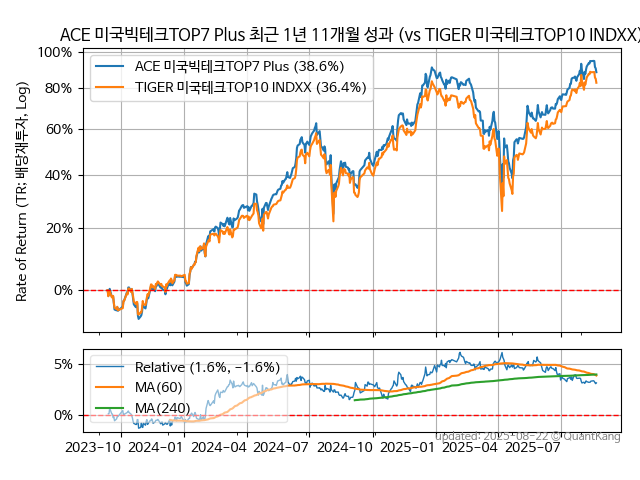 ACE 미국빅테크TOP7 Plus 최근 1년 11개월 성과 (vs TIGER 미국테크TOP10 INDXX)
100%
80%
60%
40%
20%
0%
Rate of Return (TR: 배당재투자, Log)
ACE 미국빅테크TOP7 Plus (38.6%)
TIGER 미국테크TOP10 INDXX (36.4%)
5%
0%
Relative (1.6%, -1.6%)
MA(60)
MA(240)
2023-10 2024-01 2024-04 2024-07 2024-10 2025-01 2025-04 2025-07
updated: 2025-08-22 © QuantKang